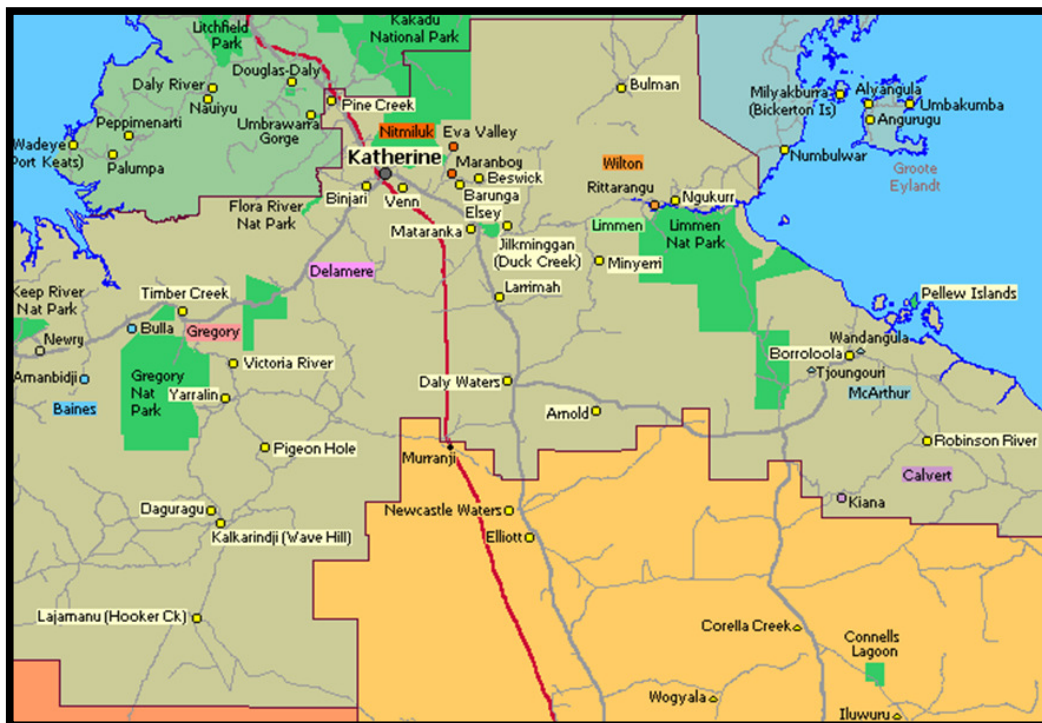 Litchfield
Park
Kakadu
National Park
Douglas-Daly
Daly River
Nauiyu
Peppimenarti
Umbrawarra
Gorge
Pine Creek
Wadeye
(Port Keats)
Palumpa
Bulman
Milyakburra
(Bickerton Is)
Alyangula
Umbakumba
Angurugu
Numbulwar
Groote
Eylandt
Nitmiluk
Eva Valley
Katherine
Maranboy
Beswick
Barunga
Binjari
Venn
Wilton
Rittarangu
Ngukurr
Flora River
Nat Park
Elsey
Mataranka
Jilkminggan
(Duck Creek)
Limmen
Limmen
Nat Park
Minyerri
Delamere
Larrimah
Keep River
Nat Park
Timber Creek
Bulla
Gregory
Newry
Victoria River
Pellew Islands
Wandangula
Borroloola
Tjoungouri
McArthur
Amanbidji
Gregory
Nat
Park
Baines
Yarralin
Daly Waters
Arnold
Pigeon Hole
Murranji
Robinson River
Calvert
Kiana
Daguragu
Kalkarindji (Wave Hill)
Newcastle Waters
Elliott
Lajamanu (Hooker Ck)
Corella Creek
Connells
Lagoon
Wogyala
Iluwuru